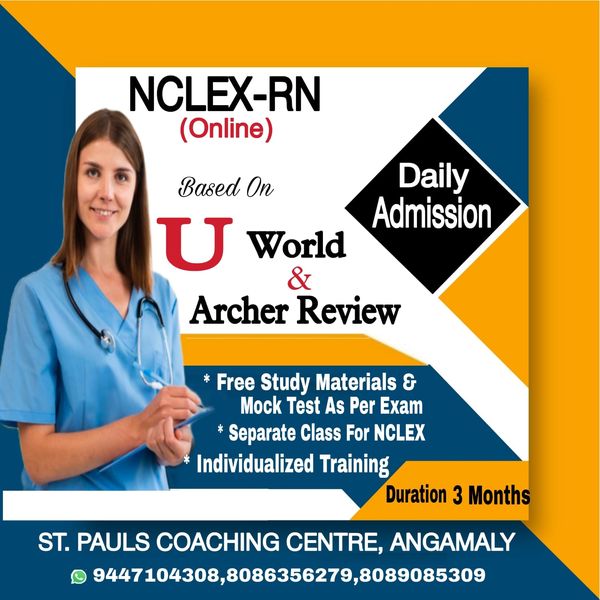 NCLEX-RN
(Online)
Based On
U World
&
Archer Review
Daily
Admission
* Free Study Materials &
Mock Test As Per Exam
* Separate Class For NCLEX
* Individualized Training
Duration 3 Months
ST. PAULS COACHING CENTRE, ANGAMALY
9447104308,8086356279,8089085309